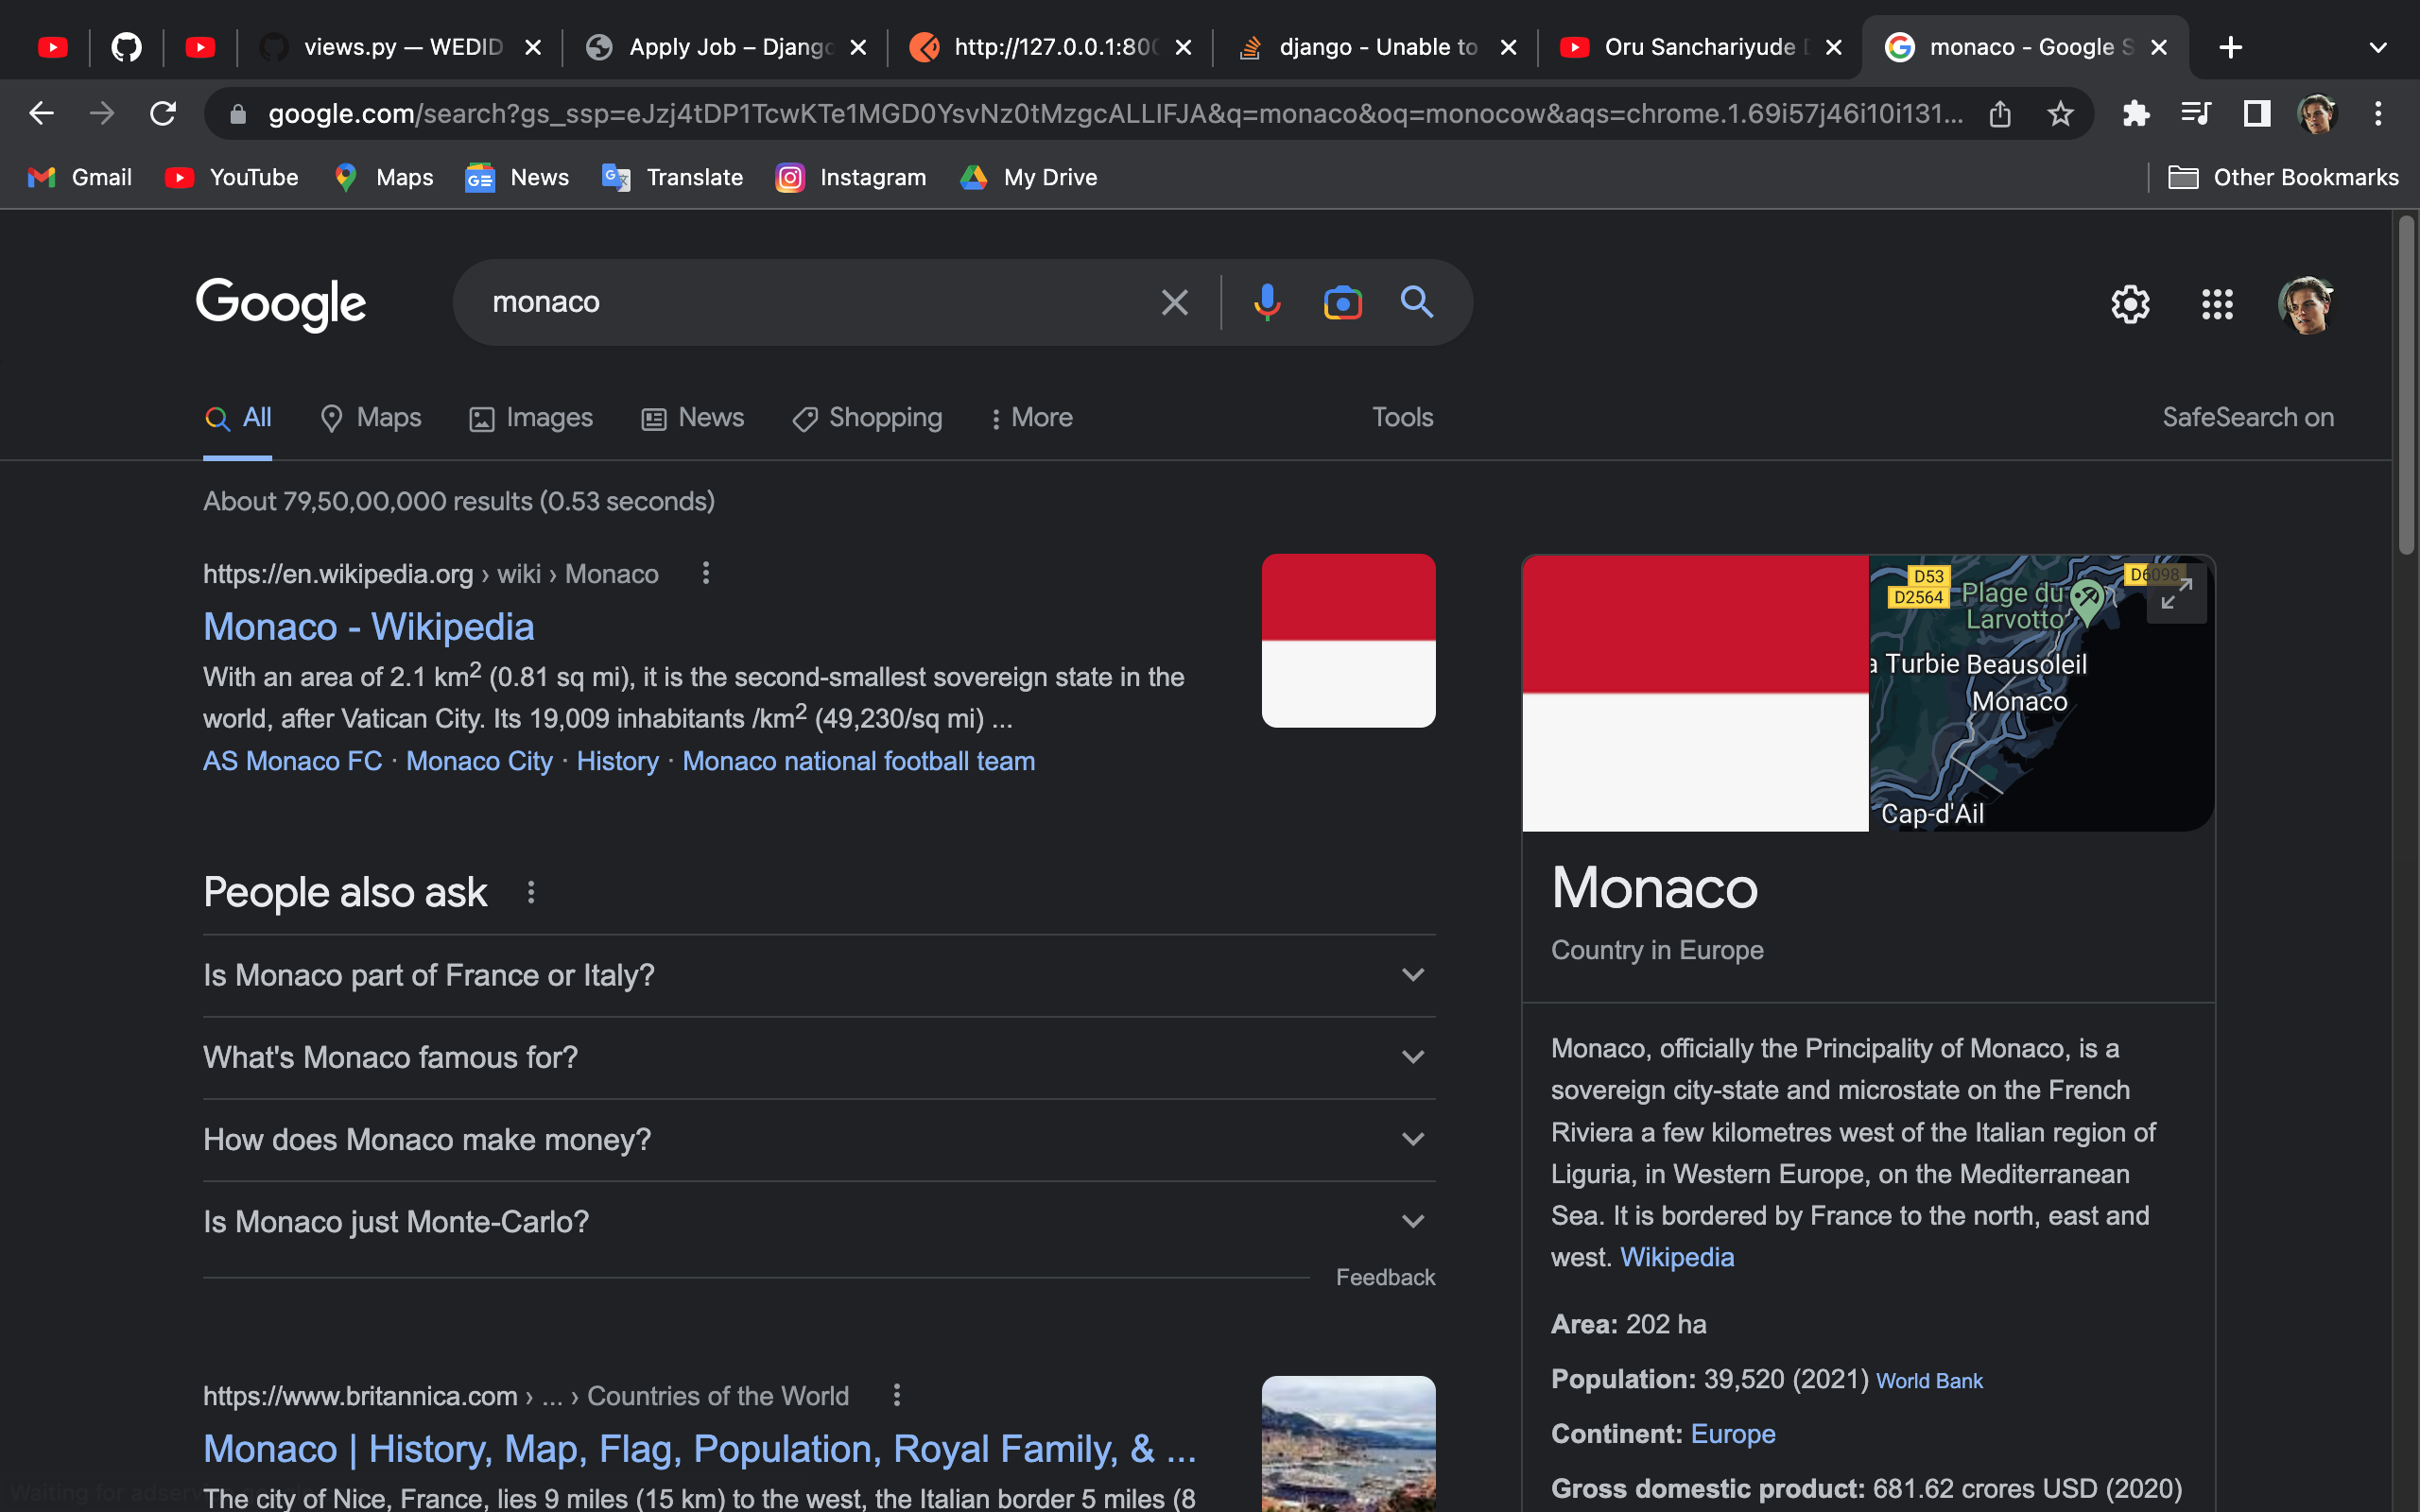 views.py — WEDID
Apply Job – Django
http://127.0.0.1:800
django - Unable to
Oru Sanchariyude
monaco - Google S
google.com/search?gs_ssp=eJzj4tDP1TcwKTe1MGD0YsvNz0tMzgcALLIFJA&q=monaco&oq=monocow&aqs=chrome.1.69i57j46i10i131...
Gmail
YouTube
Maps
News
Translate
Instagram
My Drive
Other Bookmarks
Google
monaco
All
Maps
Images
News
Shopping
More
Tools
SafeSearch on
About 79,50,00,000 results (0.53 seconds)
https://en.wikipedia.org › wiki › Monaco
Monaco - Wikipedia
With an area of 2.1 km² (0.81 sq mi), it is the second-smallest sovereign state in the
world, after Vatican City. Its 19,009 inhabitants /km² (49,230/sq mi) ...
AS Monaco FC · Monaco City · History · Monaco national football team
People also ask
Is Monaco part of France or Italy?
What's Monaco famous for?
How does Monaco make money?
Is Monaco just Monte-Carlo?
Feedback
https://www.britannica.com › ... › Countries of the World
Monaco | History, Map, Flag, Population, Royal Family, & ...
The city of Nice, France, lies 9 miles (15 km) to the west, the Italian border 5 miles (8
Waiting for adserv
D53
D2564
D6098
Plage du
Larvotto
a Turbie
Beausoleil
Monaco
Cap-d'Ail
Monaco
Country in Europe
Monaco, officially the Principality of Monaco, is a
sovereign city-state and microstate on the French
Riviera a few kilometres west of the Italian region of
Liguria, in Western Europe, on the Mediterranean
Sea. It is bordered by France to the north, east and
west. Wikipedia
Area: 202 ha
Population: 39,520 (2021) World Bank
Continent: Europe
Gross domestic product: 681.62 crores USD (2020)